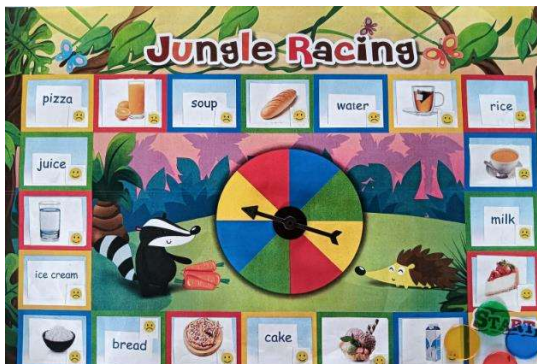 Jungle Racing
pizza
soup
water
rice
juice
milk
ice cream
START
bread
cake